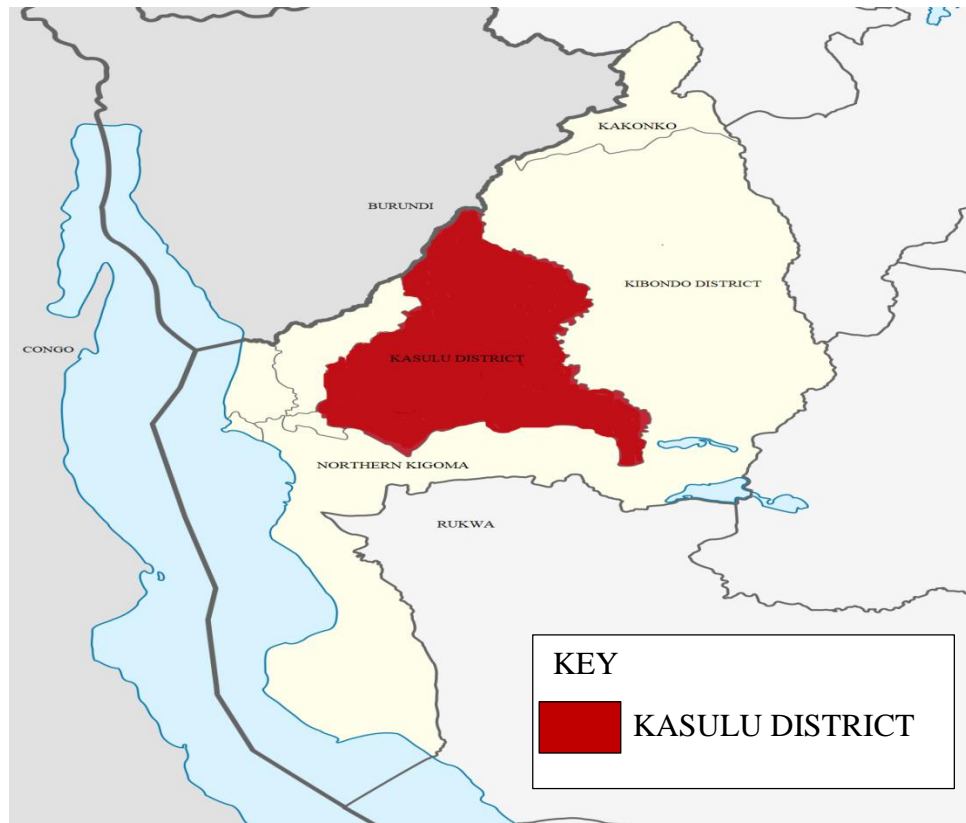 KAKONKO
BURUNDI
KIBONDO DISTRICT
CONGO
KASULU DISTRICT
NORTHERN KIGOMA
RUKWA
KEY
KASULU DISTRICT